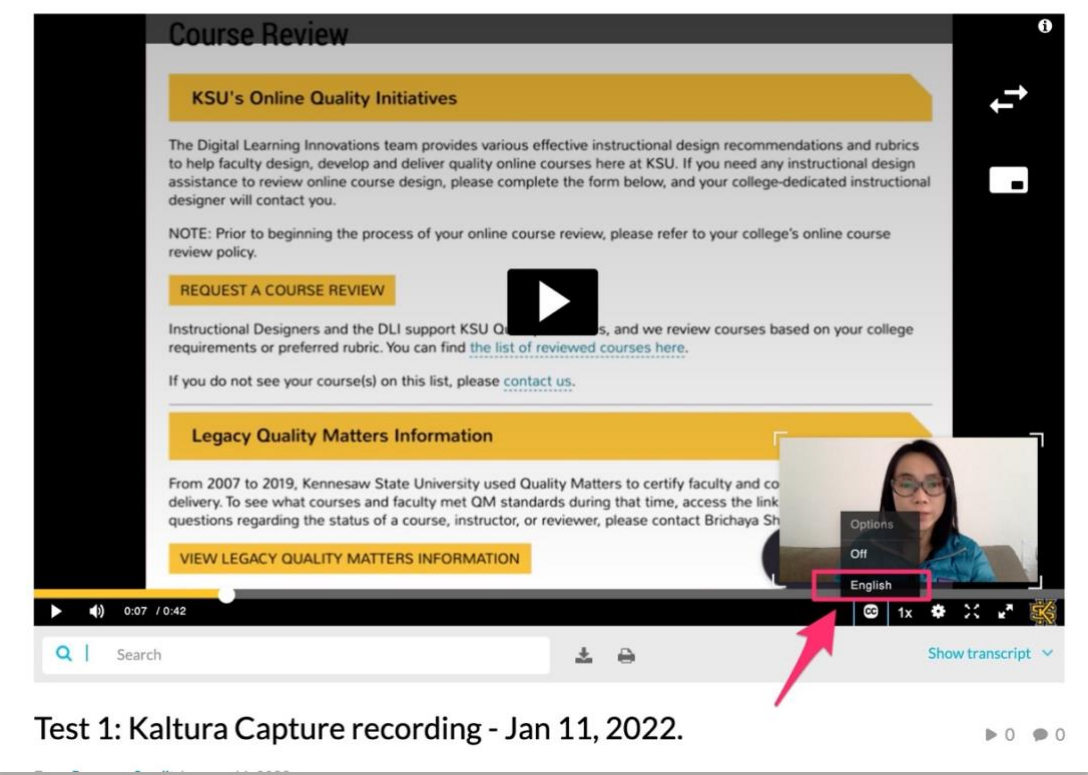 Course Review
KSU's Online Quality Initiatives
The Digital Learning Innovations team provides various effective instructional design recommendations and rubrics
to help faculty design, develop and deliver quality online courses here at KSU. If you need any instructional design
assistance to review online course design, please complete the form below, and your college-dedicated instructional
designer will contact you.
NOTE: Prior to beginning the process of your online course review, please refer to your college's online course
review policy.
REQUEST A COURSE REVIEW
Instructional Designers and the DLI support KSU and we review courses based on your college
requirements or preferred rubric. You can find the list of reviewed courses here.
If you do not see your course(s) on this list, please contact us.
Legacy Quality Matters Information
From 2007 to 2019, Kennesaw State University used Quality Matters to certify faculty and
delivery. To see what courses and faculty met QM standards during that time, access the
questions regarding the status of a course, instructor, or reviewer, please contact Brichaya
VIEW LEGACY QUALITY MATTERS INFORMATION
Options
Off
English
0:07 / 0:42
CC 1x
Search
Show transcript
Test 1: Kaltura Capture recording - Jan 11, 2022.
0 0